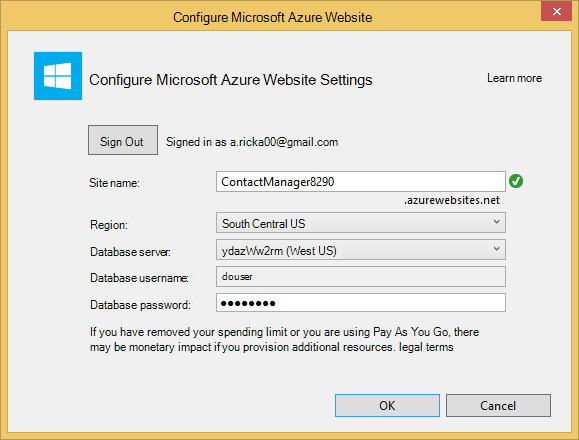 Configure Microsoft Azure Website
Configure Microsoft Azure Website Settings
Learn more
Sign Out
Signed in as a.ricka00@gmail.com
Site name:
ContactManager8290
.azurewebsites.net
Region:
South Central US
Database server:
ydazWw2rm (West US)
Database username:
douser
Database password:
●●●●●●●●
If you have removed your spending limit or you are using Pay As You Go, there
may be monetary impact if you provision additional resources. legal terms
OK
Cancel